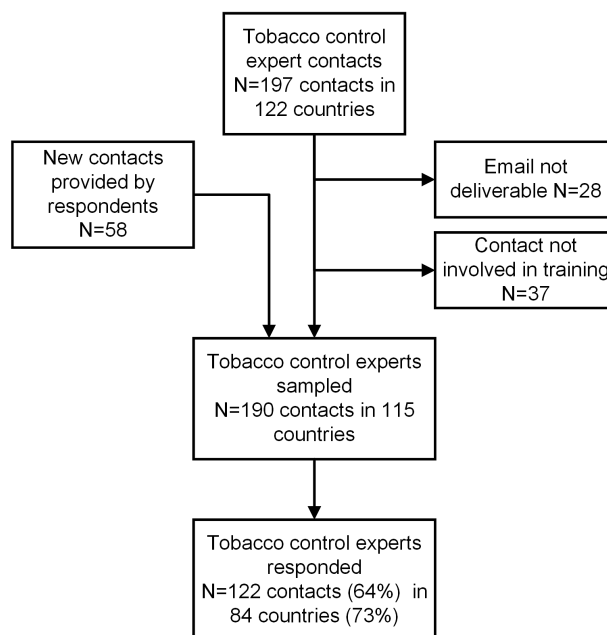 Tobacco control
expert contacts
N=197 contacts in
122 countries
New contacts
provided by
respondents
N=58
Email not
deliverable N=28
Contact not
involved in training
N=37
Tobacco control experts
sampled
N=190 contacts in 115
countries
Tobacco control experts
responded
N=122 contacts (64%) in
84 countries (73%)